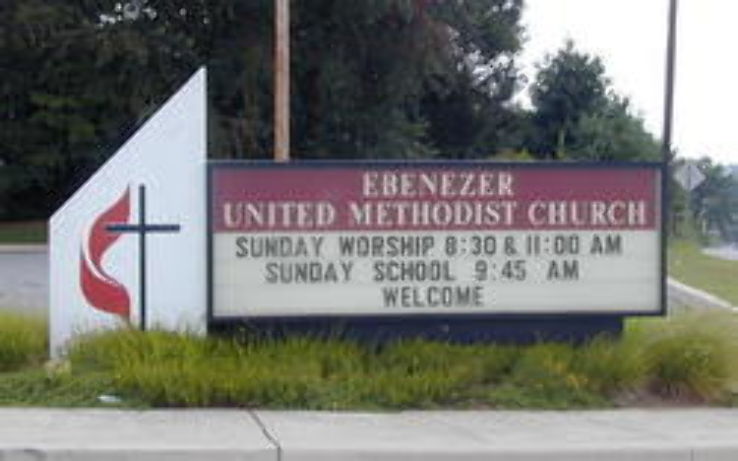 EBENEZER
UNITED METHODIST CHURCH
SUNDAY WORSHIP 8:30 & 11:00 AM
SUNDAY SCHOOL 9:45 AM
WELCOME